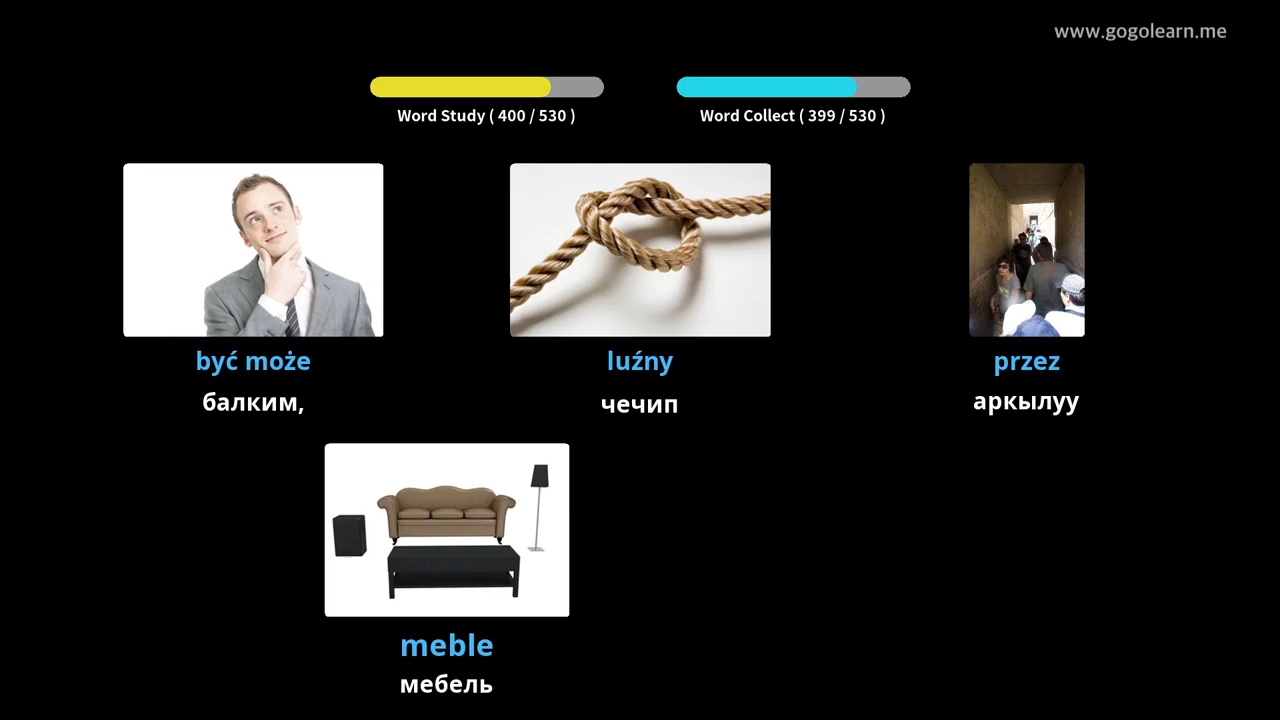 www.gogolearn.me
Word Study ( 400 / 530 )
Word Collect ( 399 / 530 )
być może
luźny
przez
балким,
чечип
аркылуу
meble
мебель